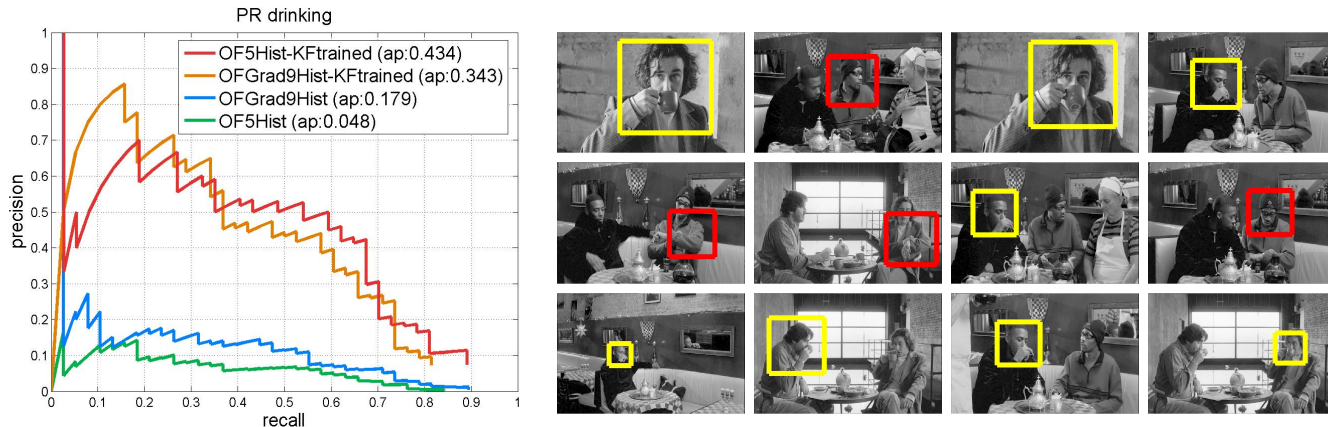 PR drinking
OF5Hist-KFtrained (ap:0.434)
OFGrad9Hist-KFtrained (ap:0.343)
OFGrad9Hist (ap:0.179)
OF5Hist (ap:0.048)
precision
1
0.9
0.8
0.7
0.6
0.5
0.4
0.3
0.2
0.1
0
0 0.1 0.2 0.3 0.4 0.5 0.6 0.7 0.8 0.9 1
recall